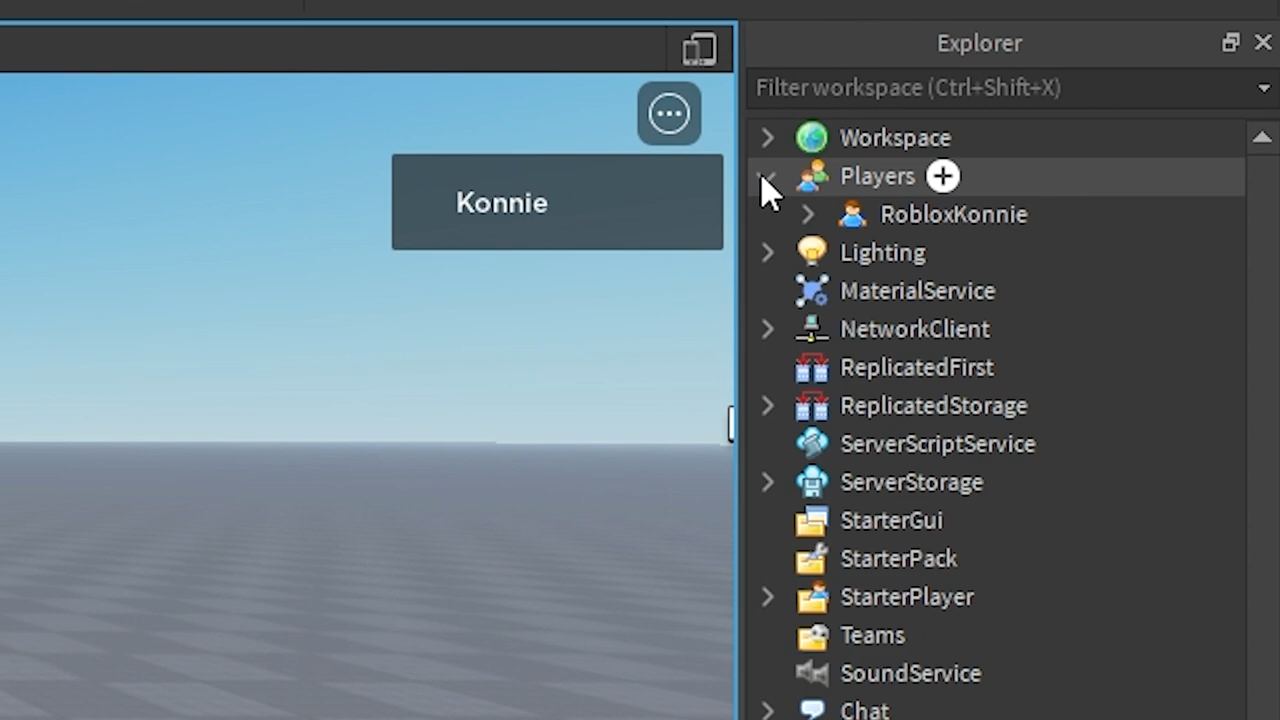 Explorer
Filter workspace (Ctrl+Shift+X)
Workspace
Players
Konnie
RobloxKonnie
Lighting
MaterialService
NetworkClient
ReplicatedFirst
ReplicatedStorage
ServerScriptService
ServerStorage
StarterGui
StarterPack
StarterPlayer
Teams
SoundService
Chat